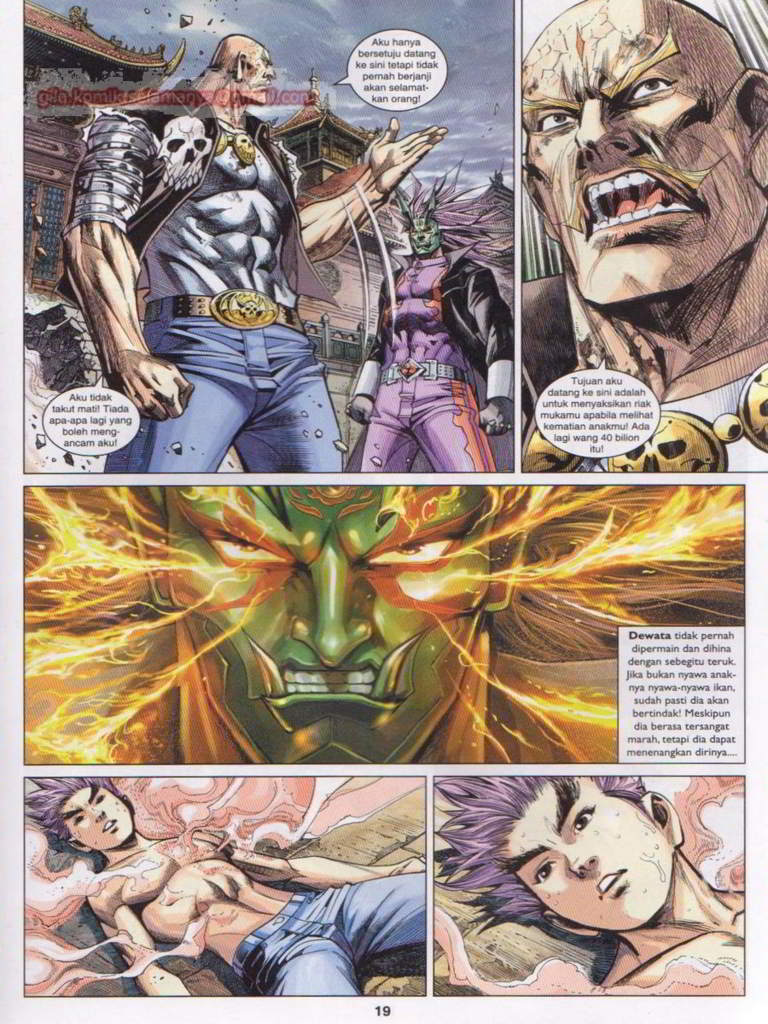 Aku hanya
bersetuju datang
ke sini tetapi tidak
pernah berjanji
akan selamat-
kan orang!
Aku tidak
takut mati! Tiada
apa-apa lagi yang
boleh meng-
ancam aku!
Tujuan aku
datang ke sini adalah
untuk menyaksikan riak
mukamu apabila melihat
kematian anakmu! Ada
lagi wang 40 bilion
itu!
Dewata tidak pernah
dipermain dan dihina
dengan sebegitu teruk.
Jika bukan nyawa anak-
nya nyawa-nyawa ikan,
sudah pasti dia akan
bertindak! Meskipun
dia berasa tersangat
marah, tetapi dia dapat
menenangkan dirinya....
19